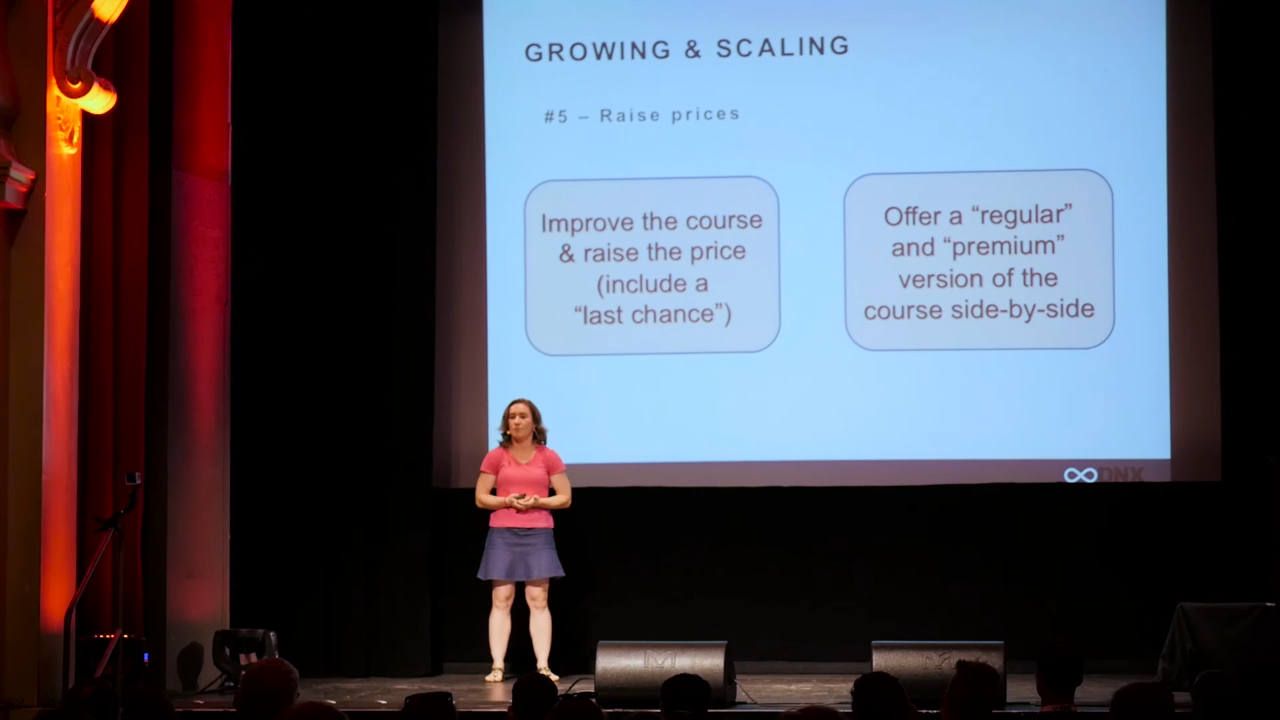 GROWING & SCALING
#5 – Raise prices
Improve the course
& raise the price
(include a
“last chance”)
Offer a “regular”
and “premium”
version of the
course side-by-side
DNX